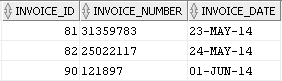 INVOICE_ID INVOICE_NUMBER INVOICE_DATE
81 31359783 23-MAY-14
82 25022117 24-MAY-14
90 121897 01-JUN-14